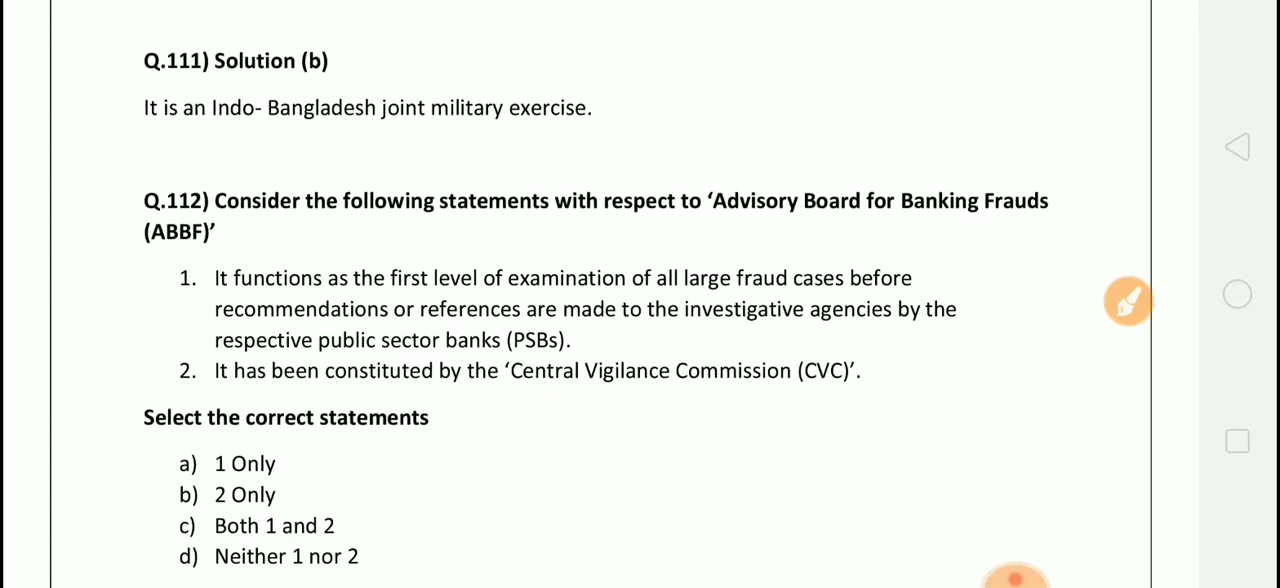 Q.111) Solution (b)
It is an Indo- Bangladesh joint military exercise.
Q.112) Consider the following statements with respect to ‘Advisory Board for Banking Frauds
(ABBF)’
1. It functions as the first level of examination of all large fraud cases before
recommendations or references are made to the investigative agencies by the
respective public sector banks (PSBs).
2. It has been constituted by the ‘Central Vigilance Commission (CVC)’.
Select the correct statements
a) 1 Only
b) 2 Only
c) Both 1 and 2
d) Neither 1 nor 2